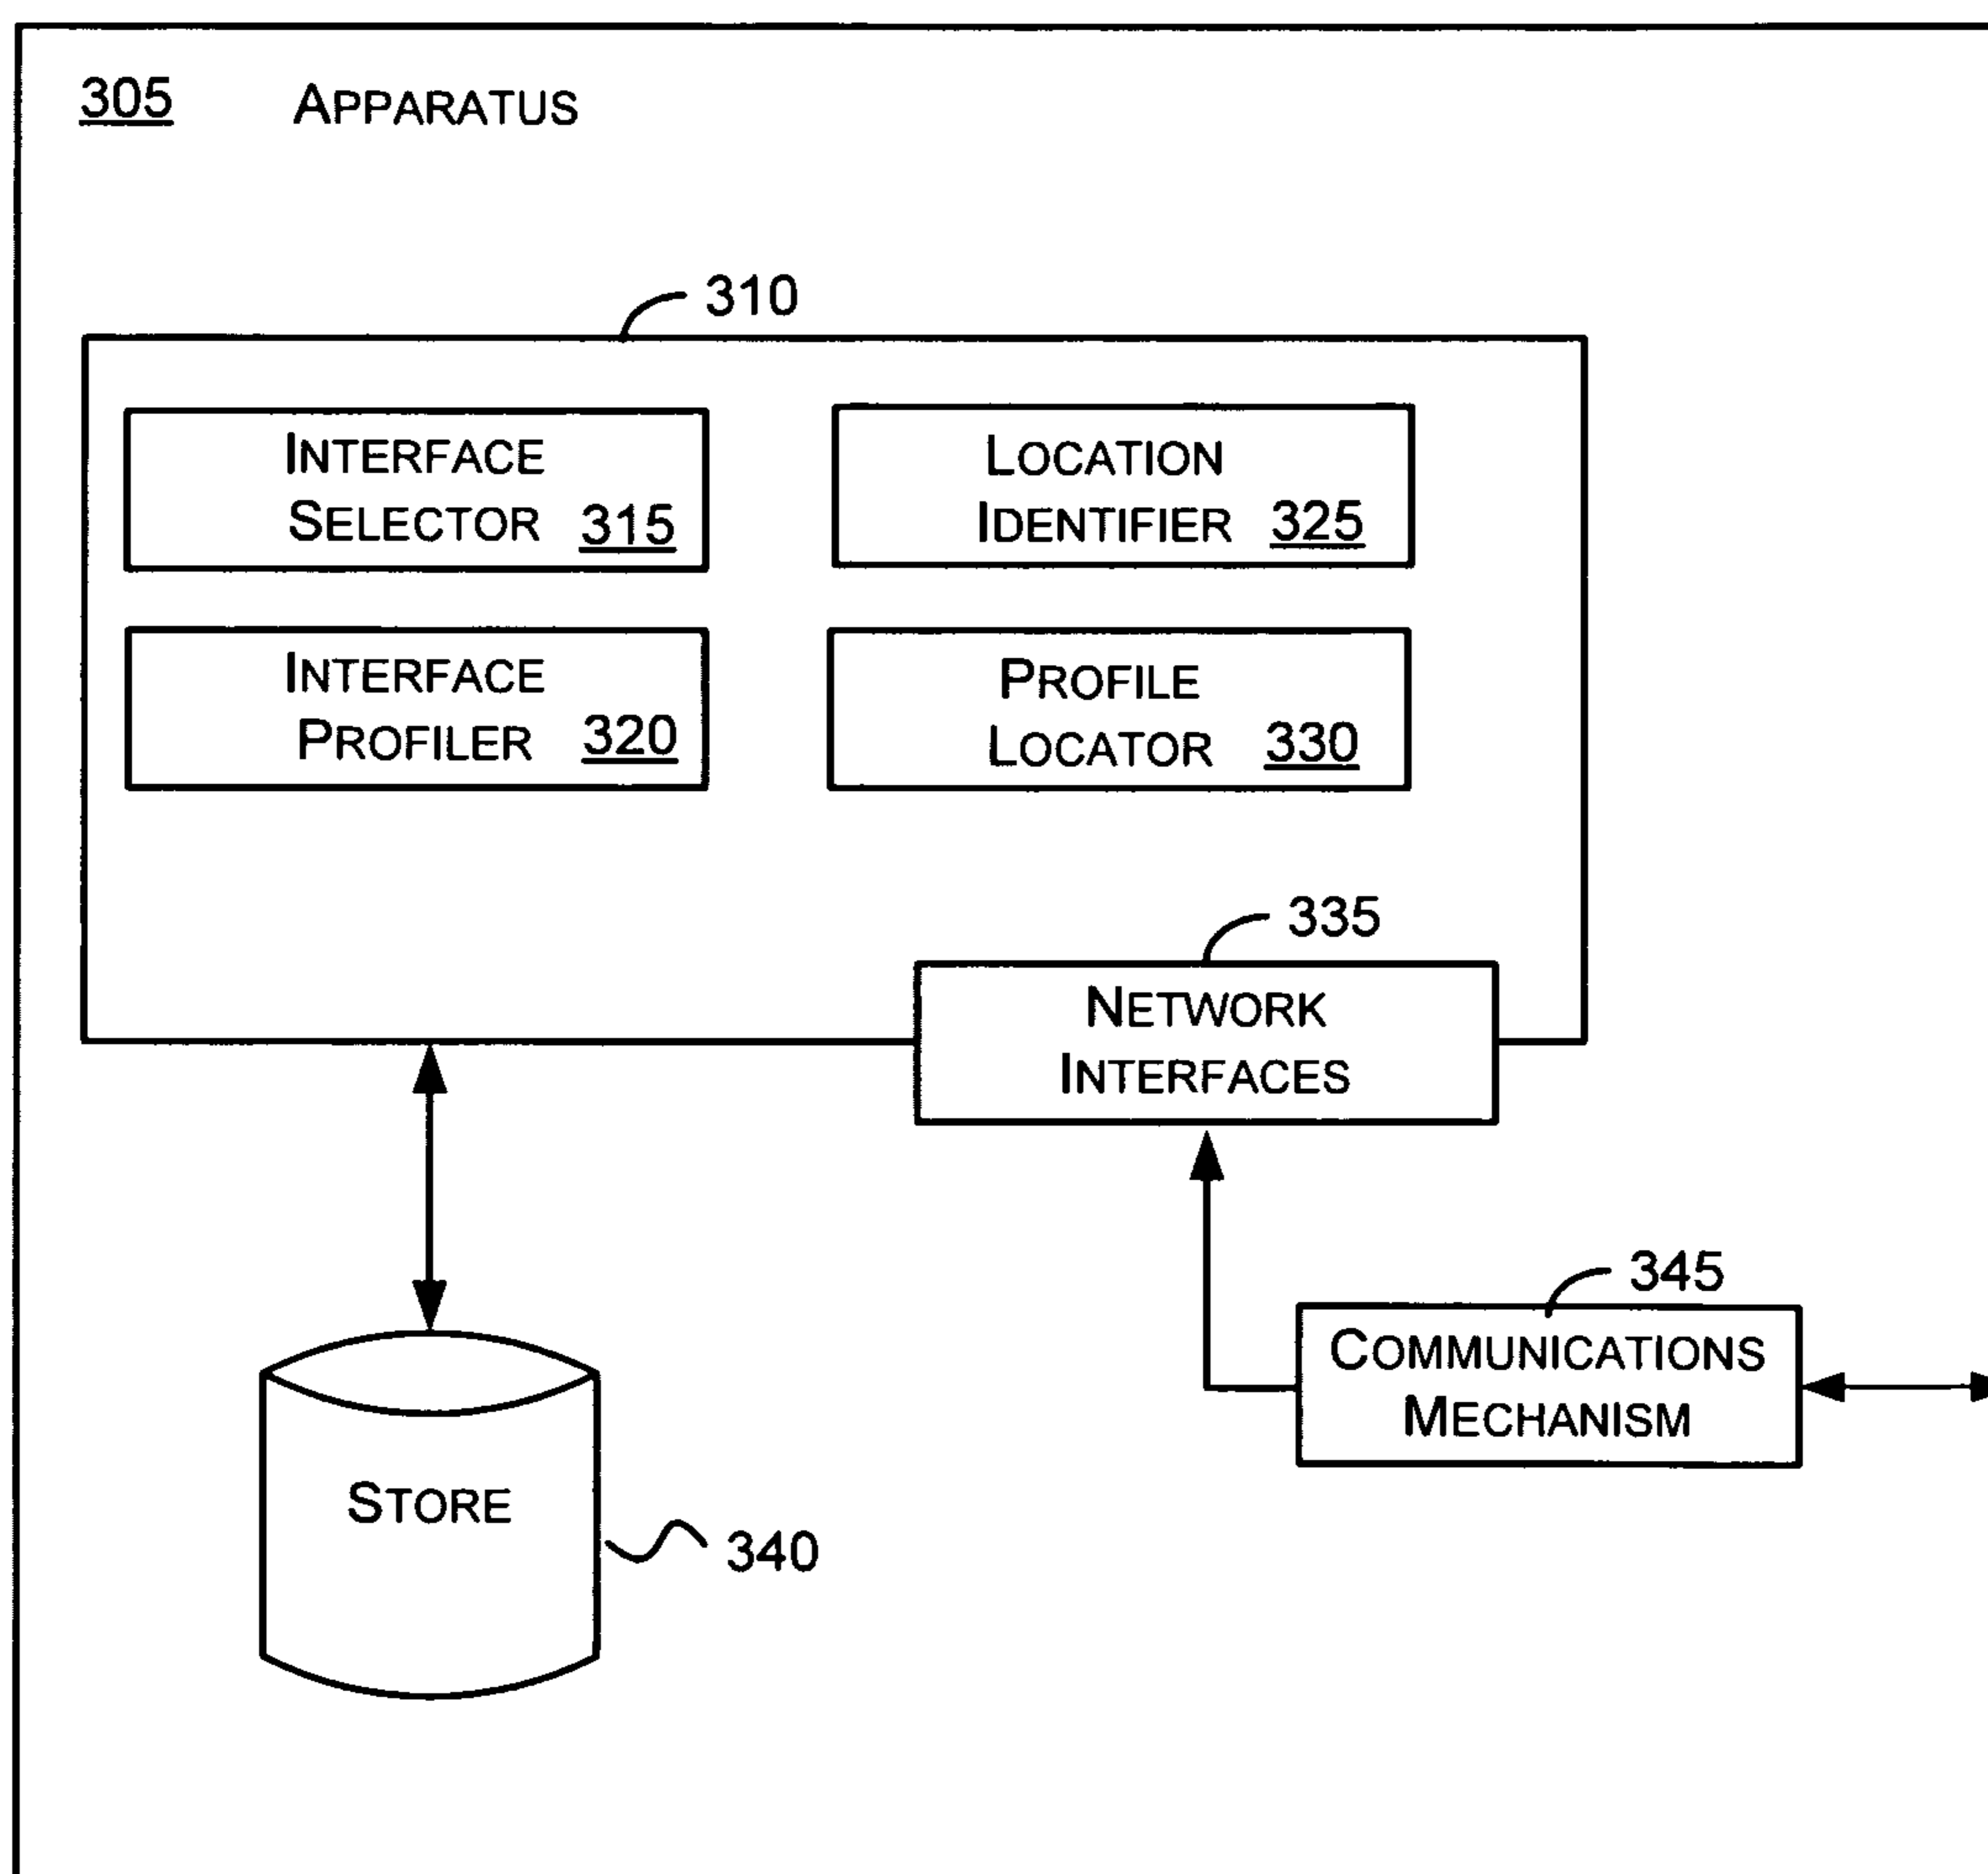 305 APPARATUS
310
INTERFACE
SELECTOR 315
LOCATION
IDENTIFIER 325
INTERFACE
PROFILER 320
PROFILE
LOCATOR 330
335
NETWORK
INTERFACES
345
COMMUNICATIONS
MECHANISM
STORE
340